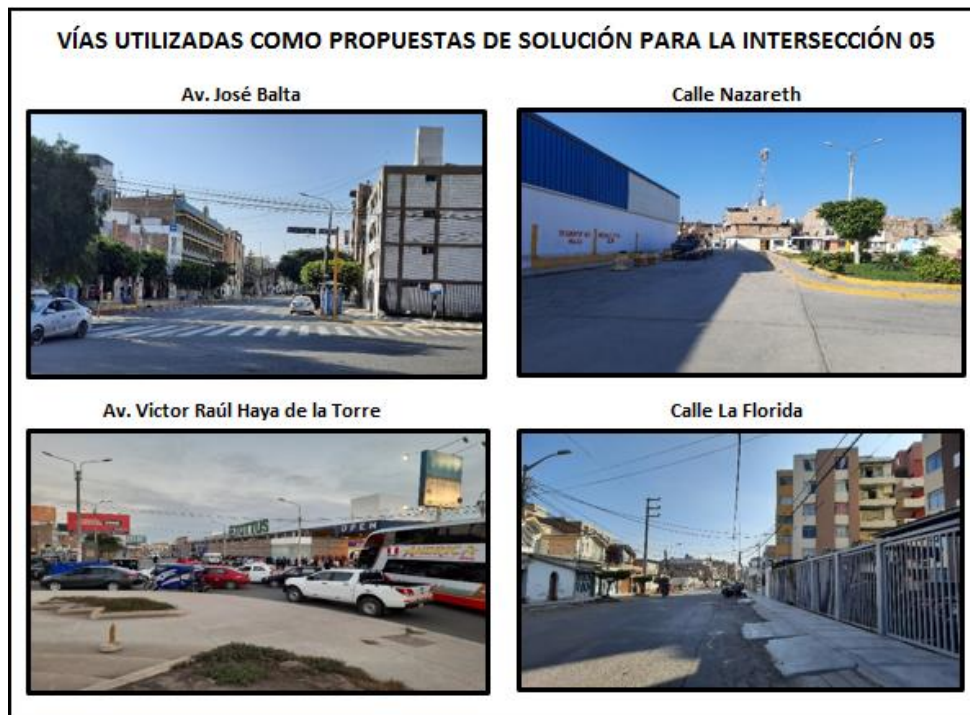 VÍAS UTILIZADAS COMO PROPUESTAS DE SOLUCIÓN PARA LA INTERSECCIÓN 05
Av. José Balta
Calle Nazareth
Av. Victor Raúl Haya de la Torre
Calle La Florida